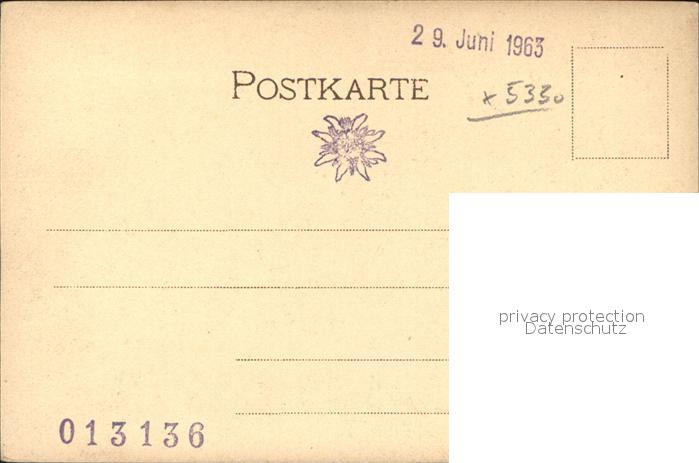 29. Juni 1963
POSTKARTE
x 5330
privacy protection
Datenschutz
013136